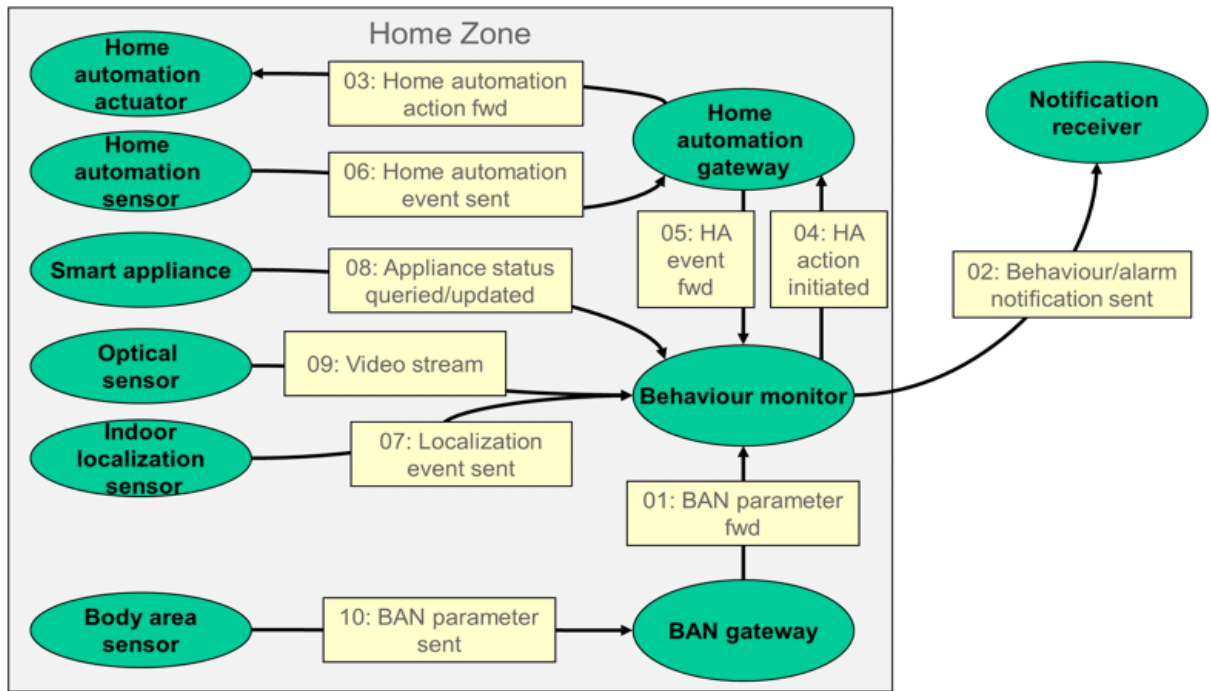 Home Zone
Home
automation
actuator
03: Home automation
action fwd
Home
automation
gateway
Notification
receiver
Home
automation
sensor
06: Home automation
event sent
05: HA
event
fwd
04: HA
action
initiated
02: Behaviour/alarm
notification sent
Smart appliance
08: Appliance status
queried/updated
Optical
sensor
09: Video stream
Behaviour monitor
Indoor
localization
sensor
07: Localization
event sent
01: BAN parameter
fwd
Body area
sensor
10: BAN parameter
sent
BAN gateway